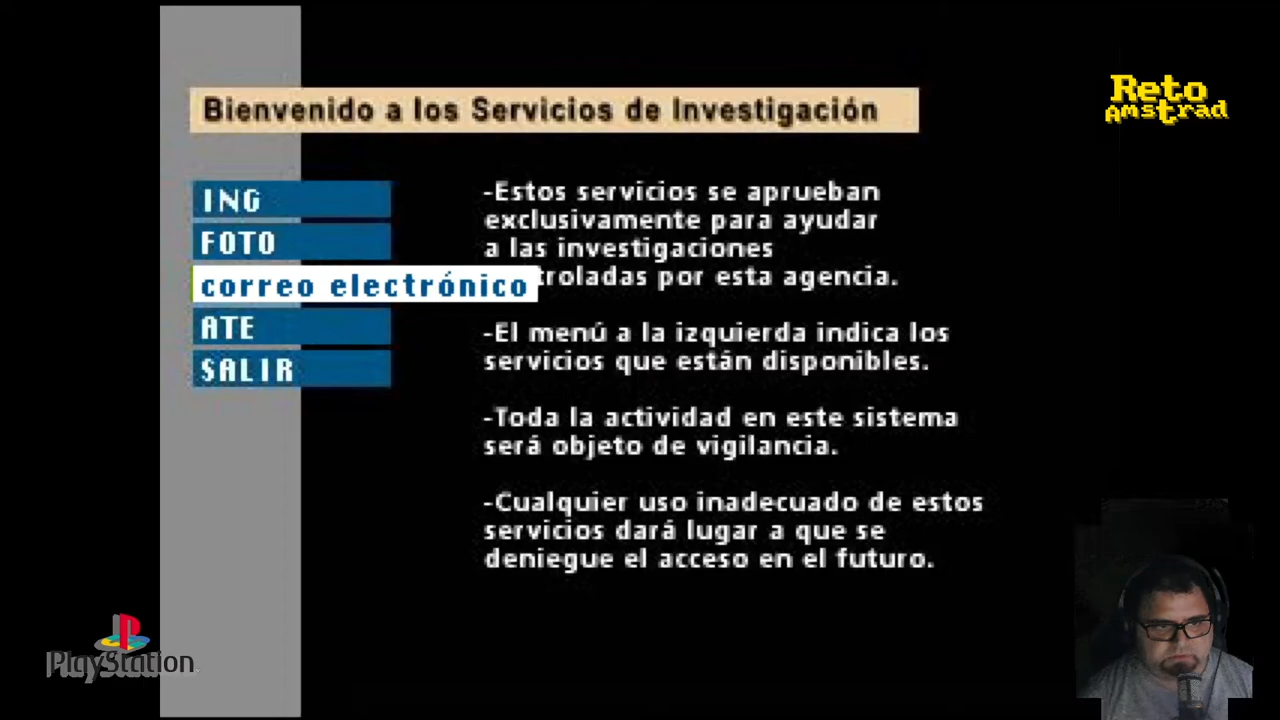 Reto
Amstrad
Bienvenido a los Servicios de Investigación
ING
FOTO
correo electrónico
ATE
SALIR
-Estos servicios se aprueban
exclusivamente para ayudar
a las investigaciones
troladas por esta agencia.
-El menú a la izquierda indica los
servicios que están disponibles.
-Toda la actividad en este sistema
será objeto de vigilancia.
-Cualquier uso inadecuado de estos
servicios dará lugar a que se
deniegue el acceso en el futuro.
PlayStation